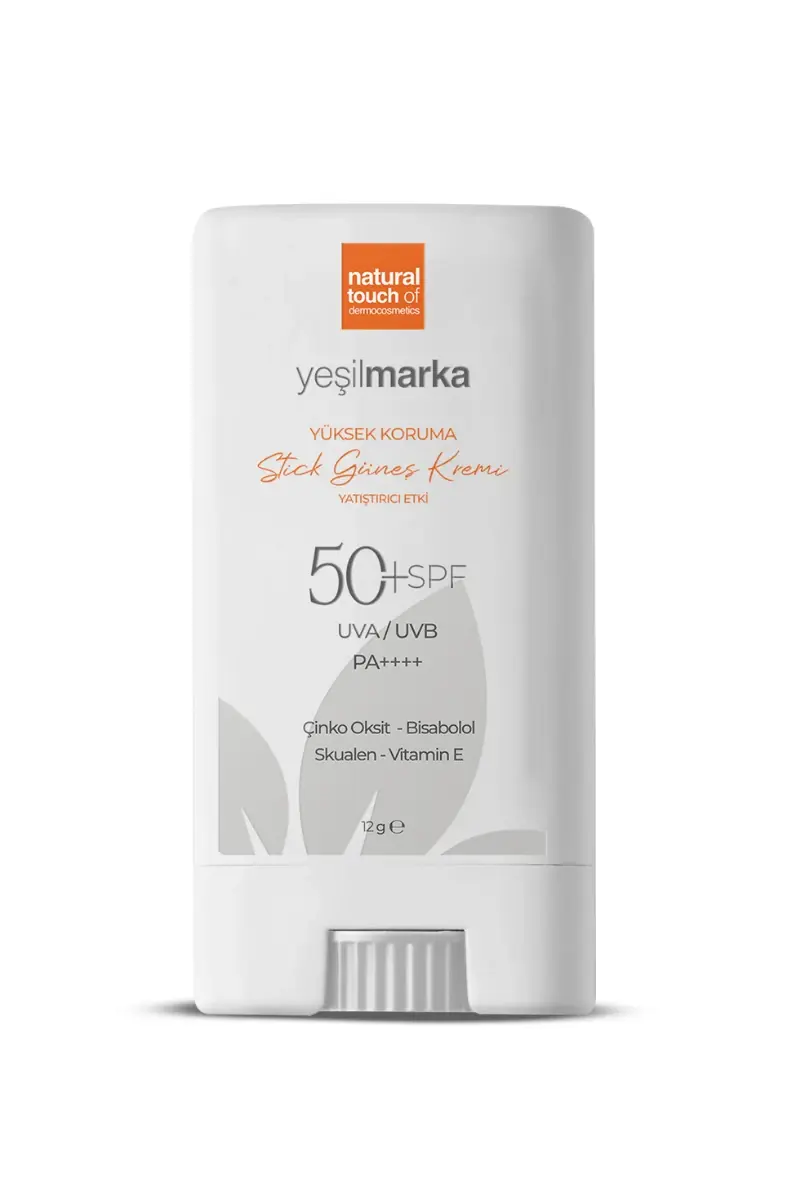 natural
touch of
dermocosmetics
yeşilmarka
YÜKSEK KORUMA
Stick Güneş Kremi
YATIŞTIRICI ETKİ
50+SPF
UVA / UVB
PA++++
Çinko Oksit - Bisabolol
Skualen - Vitamin E
12 g ℮